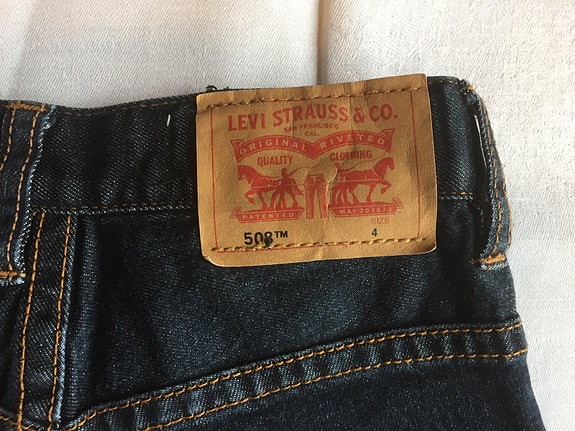 LEVI STRAUSS & CO.
SAN FRANCISCO
CAL.
ORIGINAL RIVETED
QUALITY CLOTHING
PATENTED MAY 20 1873
SIZE
508™ 4